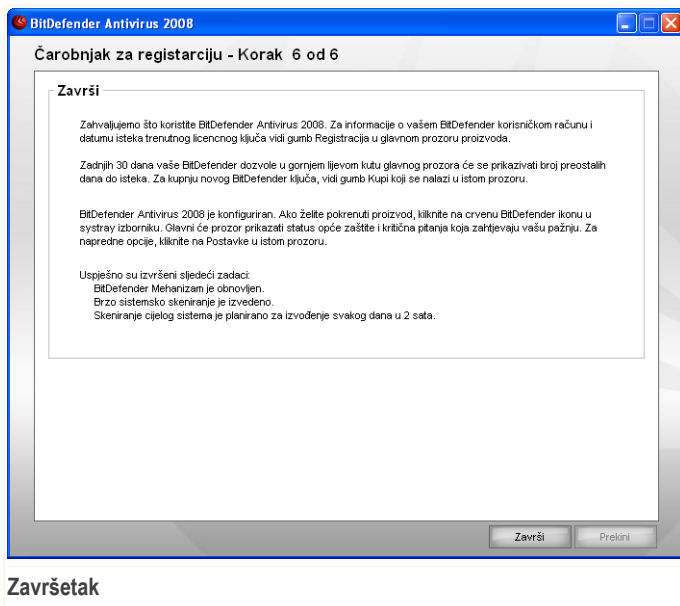 BitDefender Antivirus 2008
Čarobnjak za registarciju - Korak 6 od 6
Završi
Zahvaljujemo što koristite BitDefender Antivirus 2008. Za informacije o vašem BitDefender korisničkom računu i
datumu isteka trenutnog licencnog ključa vidi gumb Registracija u glavnom prozoru proizvoda.
Zadnjih 30 dana vaše BitDefender dozvole u gornjem lijevom kutu glavnog prozora će se prikazivati broj preostalih
dana do isteka. Za kupnju novog BitDefender ključa, vidi gumb Kupi koji se nalazi u istom prozoru.
BitDefender Antivirus 2008 je konfiguriran. Ako želite pokrenuti proizvod, kliknite na crvenu BitDefender ikonu u
systray izborniku. Glavni će prozor prikazati status opće zaštite i kritična pitanja koja zahtjevaju vašu pažnju. Za
napredne opcije, kliknite na Postavke u istom prozoru.
Uspješno su izvršeni sljedeći zadaci:
BitDefender Mehanizam je obnovljen.
Brzo sistemsko skeniranje je izvedeno.
Skeniranje cijelog sistema je planirano za izvođenje svakog dana u 2 sata.
Završi
Prekini
Završetak